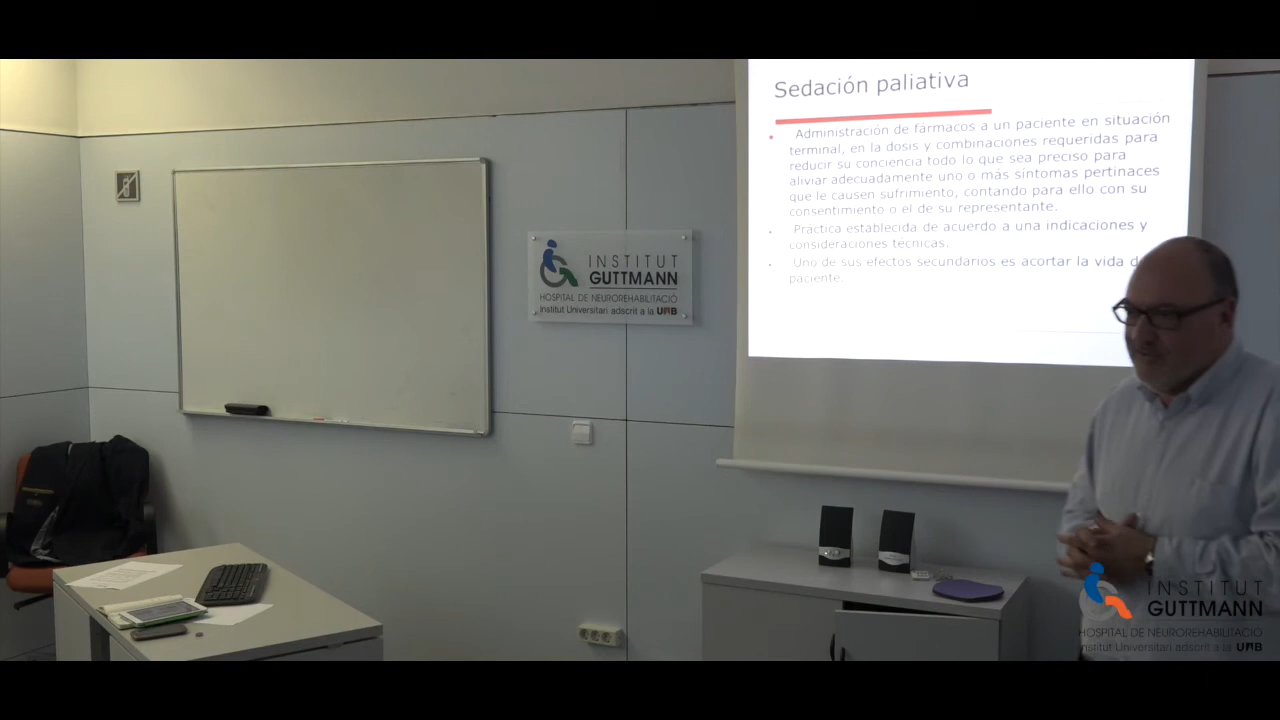 Sedación paliativa
Administración de fármacos a un paciente en situación
terminal, en la dosis y combinaciones requeridas para
reducir su conciencia todo lo que sea preciso para
aliviar adecuadamente uno o más síntomas pertinaces
que le causen sufrimiento, contando para ello con su
consentimiento o el de su representante.
Práctica establecida de acuerdo a una indicaciones y
consideraciones técnicas.
Uno de sus efectos secundarios es acortar la vida d
paciente.
INSTITUT
GUTTMANN
HOSPITAL DE NEUROREHABILITACIÓ
Institut Universitari adscrit a la UAB
INSTITUT
GUTTMANN
HOSPITAL DE NEUROREHABILITACIÓ
Institut Universitari adscrit a la UAB